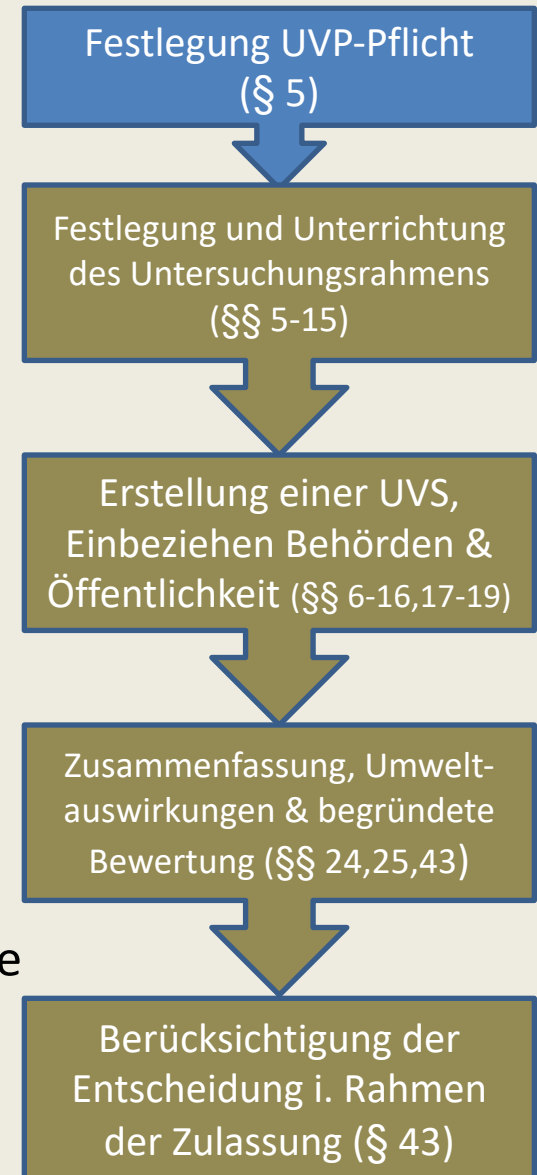 Festlegung UVP-Pflicht
(§ 5)
Festlegung und Unterrichtung
des Untersuchungsrahmens
(§§ 5-15)
Erstellung einer UVS,
Einbeziehen Behörden &
Öffentlichkeit (§§ 6-16,17-19)
Zusammenfassung, Umwelt-
auswirkungen & begründete
Bewertung (§§ 24,25,43)
e
Berücksichtigung der
Entscheidung i. Rahmen
der Zulassung (§ 43)